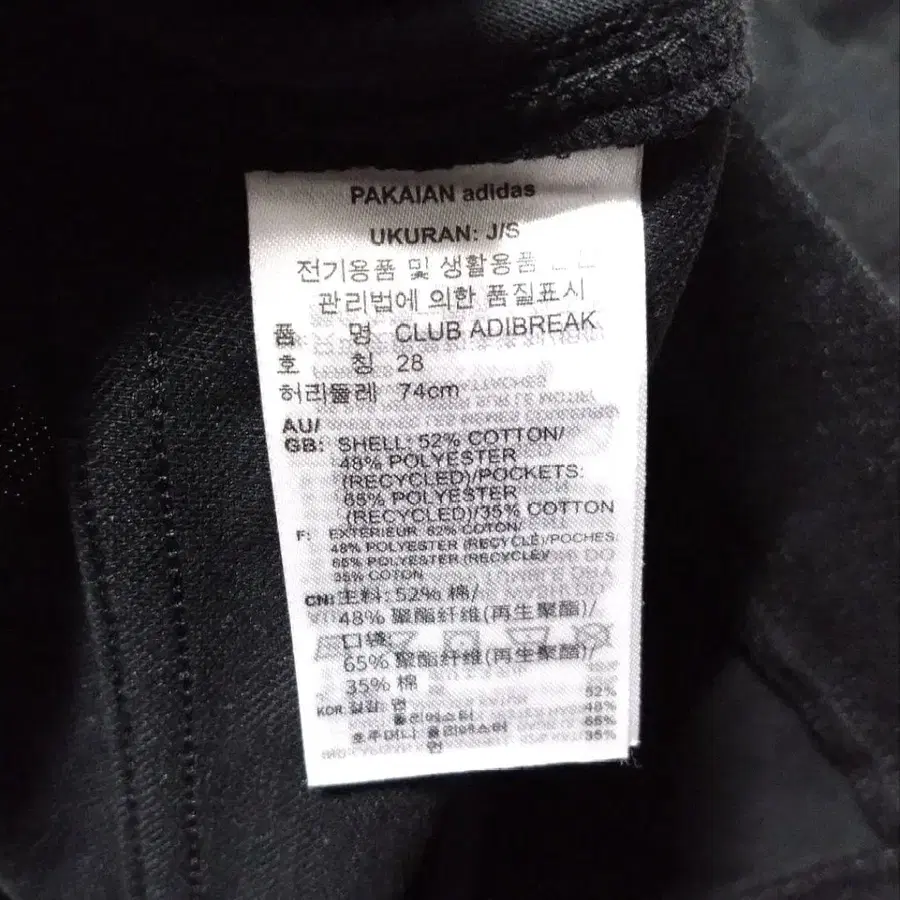 PAKAIAN adidas
UKURAN: J/S
전기용품 및 생활용품
관리법에 의한 품질표시
품 명 CLUB ADIBREAK
호 칭 28
허리둘레 74cm
AU/
GB: SHELL: 52% COTTON/
48% POLYESTER
(RECYCLED)/POCKETS:
65% POLYESTER
(RECYCLED)/35% COTTON
F: EXTÉRIEUR: 52% COTON/
48% POLYESTER (RECYCLÉ)/POCHES:
65% POLYESTER (RECYCLÉ)/
35% COTON
CN: 主料: 52% 棉/
48% 聚酯纤维(再生聚酯)/
口袋:
65% 聚酯纤维(再生聚酯)/
35% 棉
KOR: 겉감: 면 52%
폴리에스터 48%
호주머니 폴리에스터 65%
면 35%